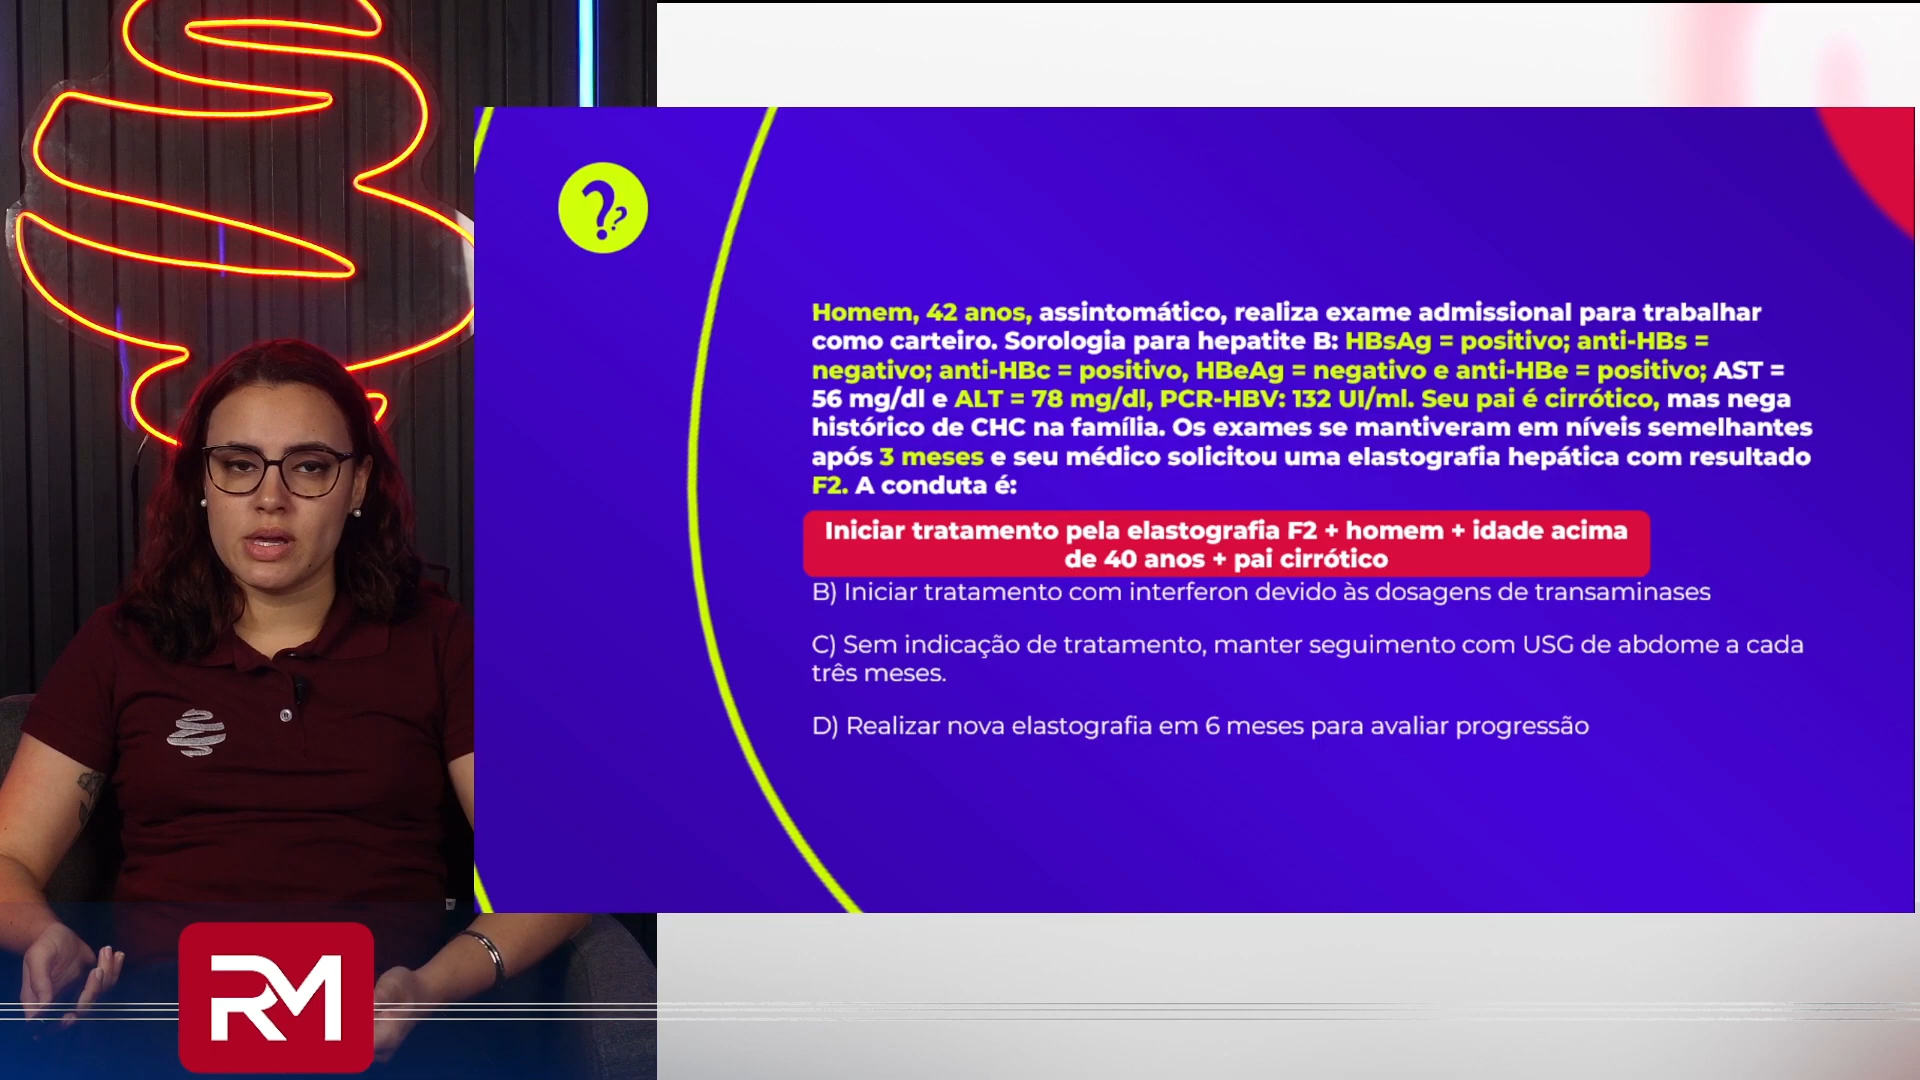 ??
Homem, 42 anos, assintomático, realiza exame admissional para trabalhar
como carteiro. Sorologia para hepatite B: HBsAg = positivo; anti-HBs =
negativo; anti-HBc = positivo, HBeAg = negativo e anti-HBe = positivo; AST =
56 mg/dl e ALT = 78 mg/dl, PCR-HBV: 132 UI/ml. Seu pai é cirrótico, mas nega
histórico de CHC na família. Os exames se mantiveram em níveis semelhantes
após 3 meses e seu médico solicitou uma elastografia hepática com resultado
F2. A conduta é:
Iniciar tratamento pela elastografia F2 + homem + idade acima
de 40 anos + pai cirrótico
B) Iniciar tratamento com interferon devido às dosagens de transaminases
C) Sem indicação de tratamento, manter seguimento com USG de abdome a cada
três meses.
D) Realizar nova elastografia em 6 meses para avaliar progressão
RM